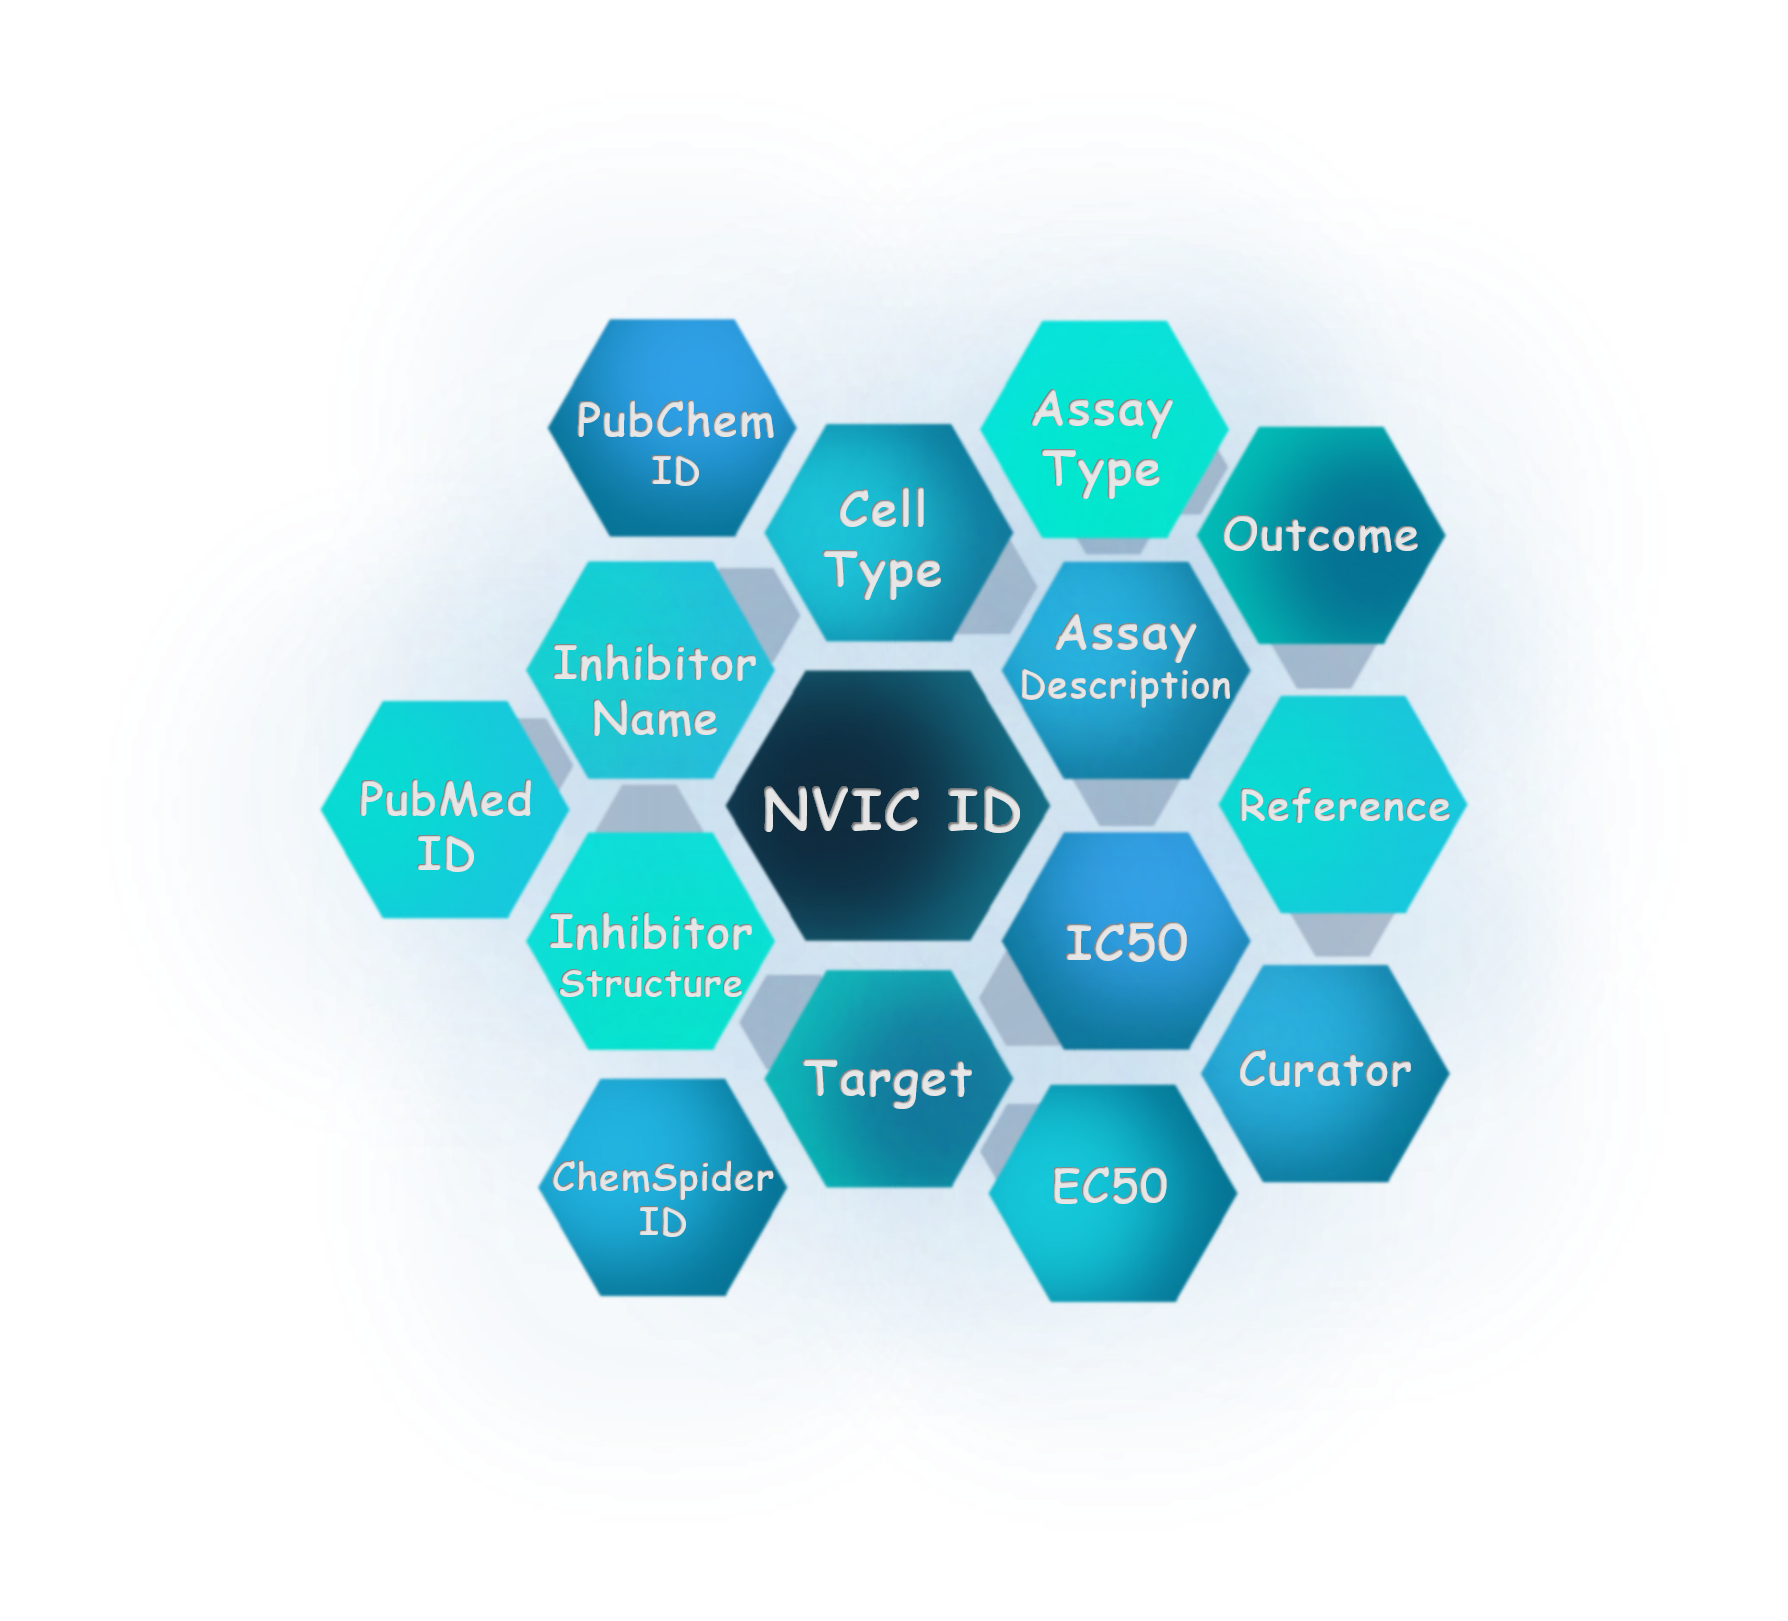 PubChem
ID
Assay
Type
Cell
Type
Outcome
Inhibitor
Name
Assay
Description
PubMed
ID
NVIC ID
Reference
Inhibitor
Structure
IC50
Target
Curator
ChemSpider
ID
EC50